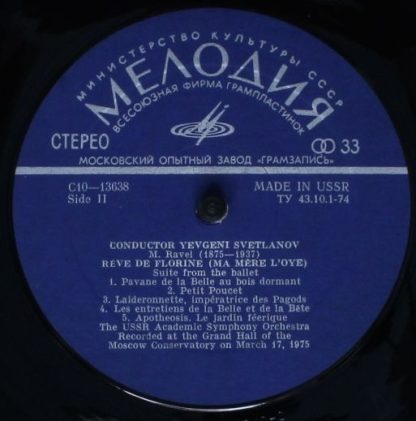 МИНИСТЕРСТВО КУЛЬТУРЫ СССР
МЕЛОДИЯ
ВСЕСОЮЗНАЯ ФИРМА ГРАМПЛАСТИНОК
СТЕРЕО
33
МОСКОВСКИЙ ОПЫТНЫЙ ЗАВОД «ГРАМЗАПИСЬ»
С10—13638
MADE IN USSR
Side II
ТУ 43.10.1-74
CONDUCTOR YEVGENI SVETLANOV
M. Ravel (1875—1937)
RÊVE DE FLORINE (MA MÈRE L'OYE)
Suite from the ballet
1. Pavane de la Belle au bois dormant
2. Petit Poucet
3. Laideronnette, impératrice des Pagods
4. Les entretiens de la Belle et de la Bête
5. Apotheosis. Le jardin féerique
The USSR Academic Symphony Orchestra
Recorded at the Grand Hall of the
Moscow Conservatory on March 17, 1975